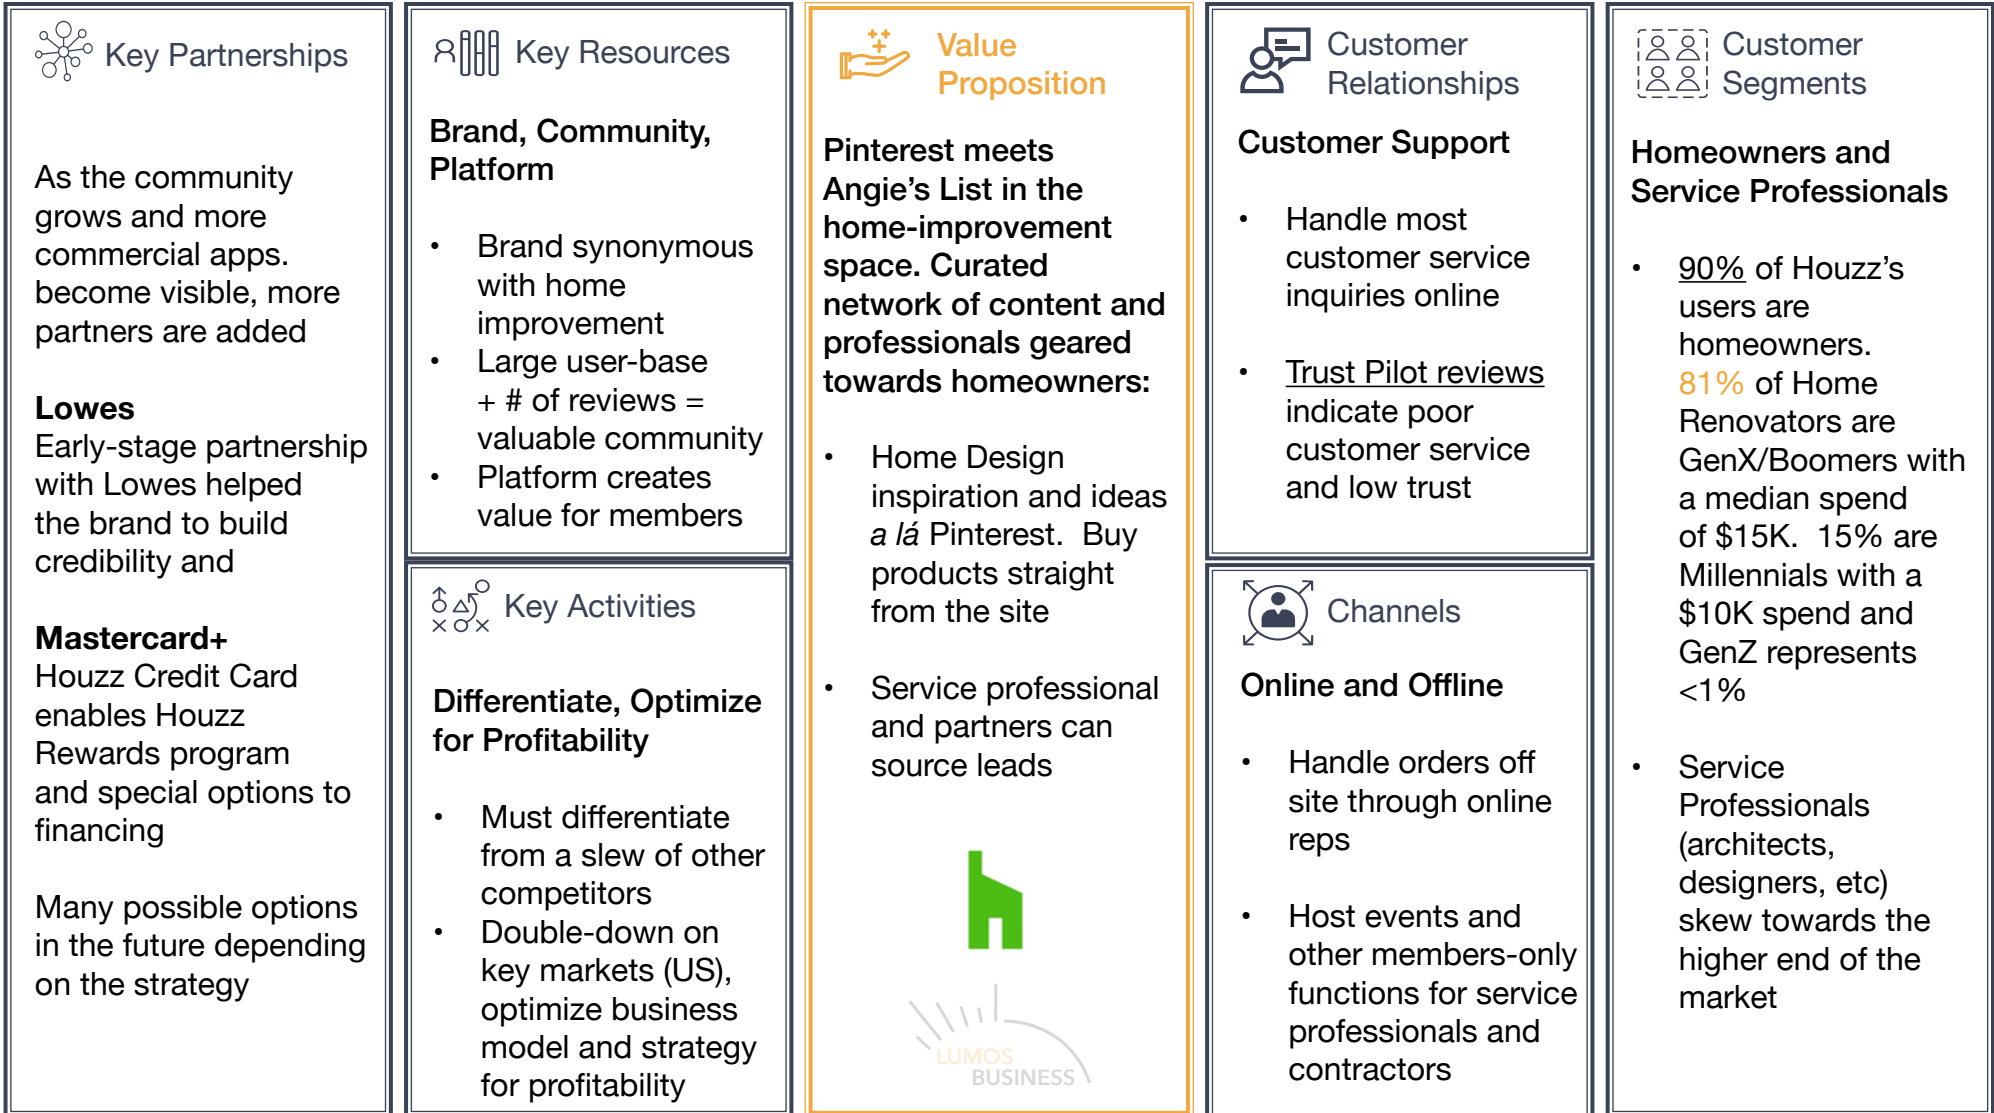 Key Partnerships
As the community
grows and more
commercial apps.
become visible, more
partners are added
Lowes
Early-stage partnership
with Lowes helped
the brand to build
credibility and
Mastercard+
Houzz Credit Card
enables Houzz
Rewards program
and special options to
financing
Many possible options
in the future depending
on the strategy
Key Resources
Brand, Community,
Platform
• Brand synonymous
with home
improvement
• Large user-base
+ # of reviews =
valuable community
• Platform creates
value for members
Key Activities
Differentiate, Optimize
for Profitability
• Must differentiate
from a slew of other
competitors
• Double-down on
key markets (US),
optimize business
model and strategy
for profitability
Value
Proposition
Pinterest meets
Angie’s List in the
home-improvement
space. Curated
network of content and
professionals geared
towards homeowners:
• Home Design
inspiration and ideas
a lá Pinterest. Buy
products straight
from the site
• Service professional
and partners can
source leads
LUMOS
BUSINESS
Customer
Relationships
Customer Support
• Handle most
customer service
inquiries online
• Trust Pilot reviews
indicate poor
customer service
and low trust
Channels
Online and Offline
• Handle orders off
site through online
reps
• Host events and
other members-only
functions for service
professionals and
contractors
Customer
Segments
Homeowners and
Service Professionals
• 90% of Houzz’s
users are
homeowners.
81% of Home
Renovators are
GenX/Boomers with
a median spend
of $15K. 15% are
Millennials with a
$10K spend and
GenZ represents
<1%
• Service
Professionals
(architects,
designers, etc)
skew towards the
higher end of the
market